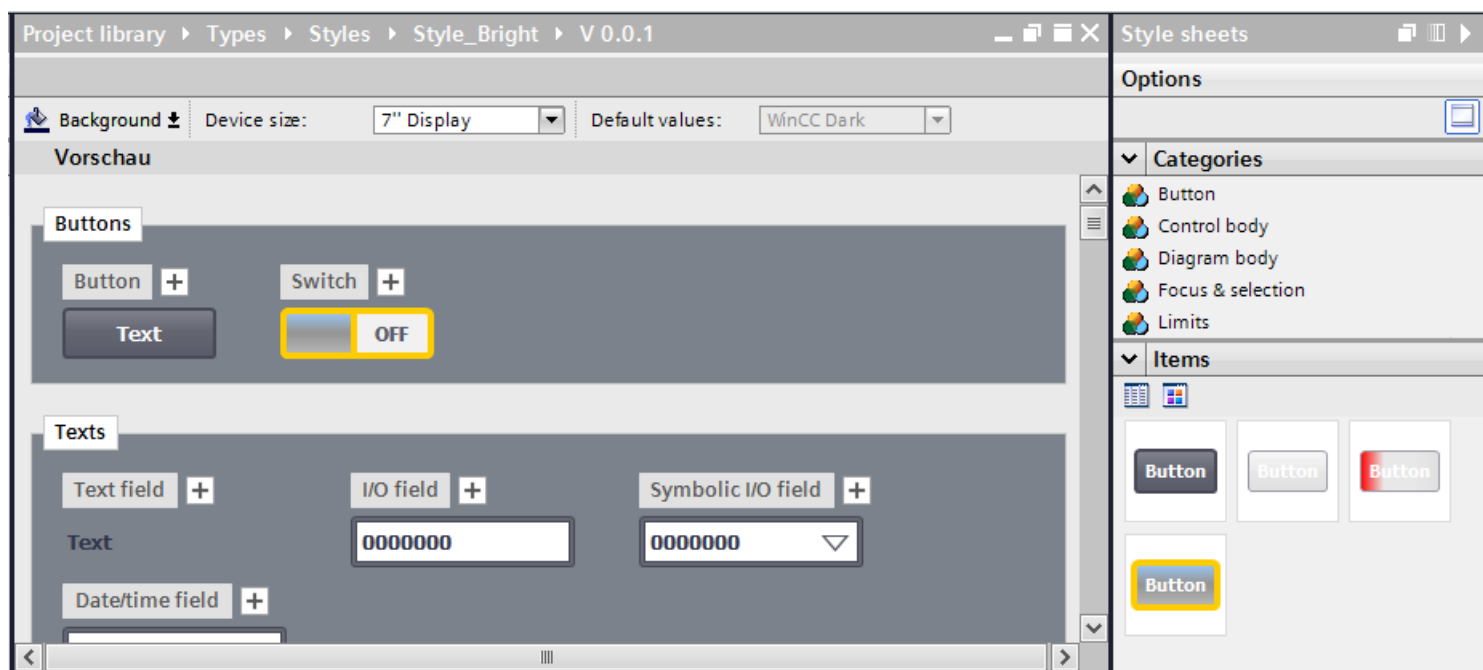 Project library ▸ Types ▸ Styles ▸ Style_Bright ▸ V 0.0.1
Background Device size: 7" Display Default values: WinCC Dark
Vorschau
Buttons
Button + Switch +
Text OFF
Texts
Text field + I/O field + Symbolic I/O field +
Text 0000000 0000000
Date/time field +
Style sheets
Options
Categories
Button
Control body
Diagram body
Focus & selection
Limits
Items
Button Button Button
Button